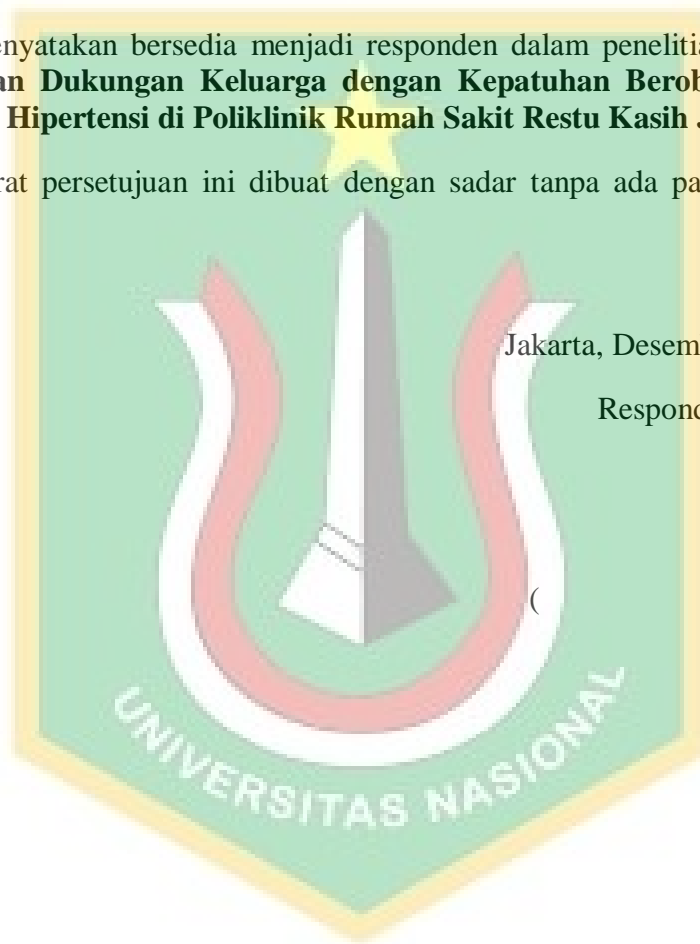 enyatakan bersedia menjadi responden dalam peneliti
an Dukungan Keluarga dengan Kepatuhan Berob
Hipertensi di Poliklinik Rumah Sakit Restu Kasih
rat persetujuan ini dibuat dengan sadar tanpa ada pa
Jakarta, Desem
Respond
(
UNIVERSITAS NASIONAL